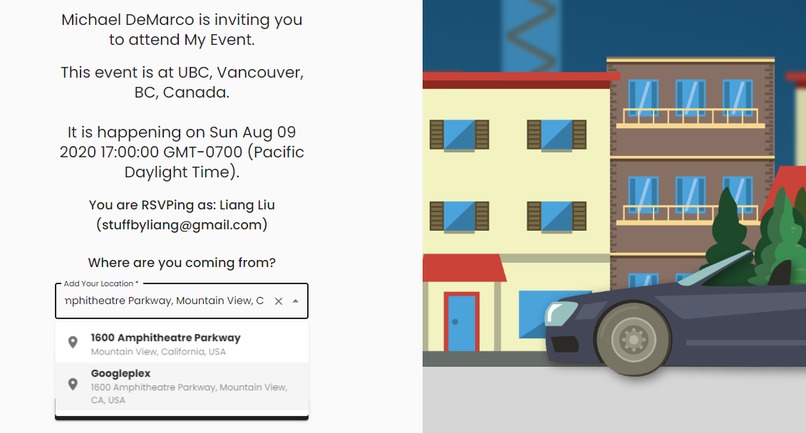 Michael DeMarco is inviting you
to attend My Event.
This event is at UBC, Vancouver,
BC, Canada.
It is happening on Sun Aug 09
2020 17:00:00 GMT-0700 (Pacific
Daylight Time).
You are RSVPing as: Liang Liu
(stuffbyliang@gmail.com)
Where are you coming from?
Add Your Location *
mphitheatre Parkway, Mountain View, C
1600 Amphitheatre Parkway
Mountain View, California, USA
Googleplex
1600 Amphitheatre Parkway, Mountain View,
CA, USA